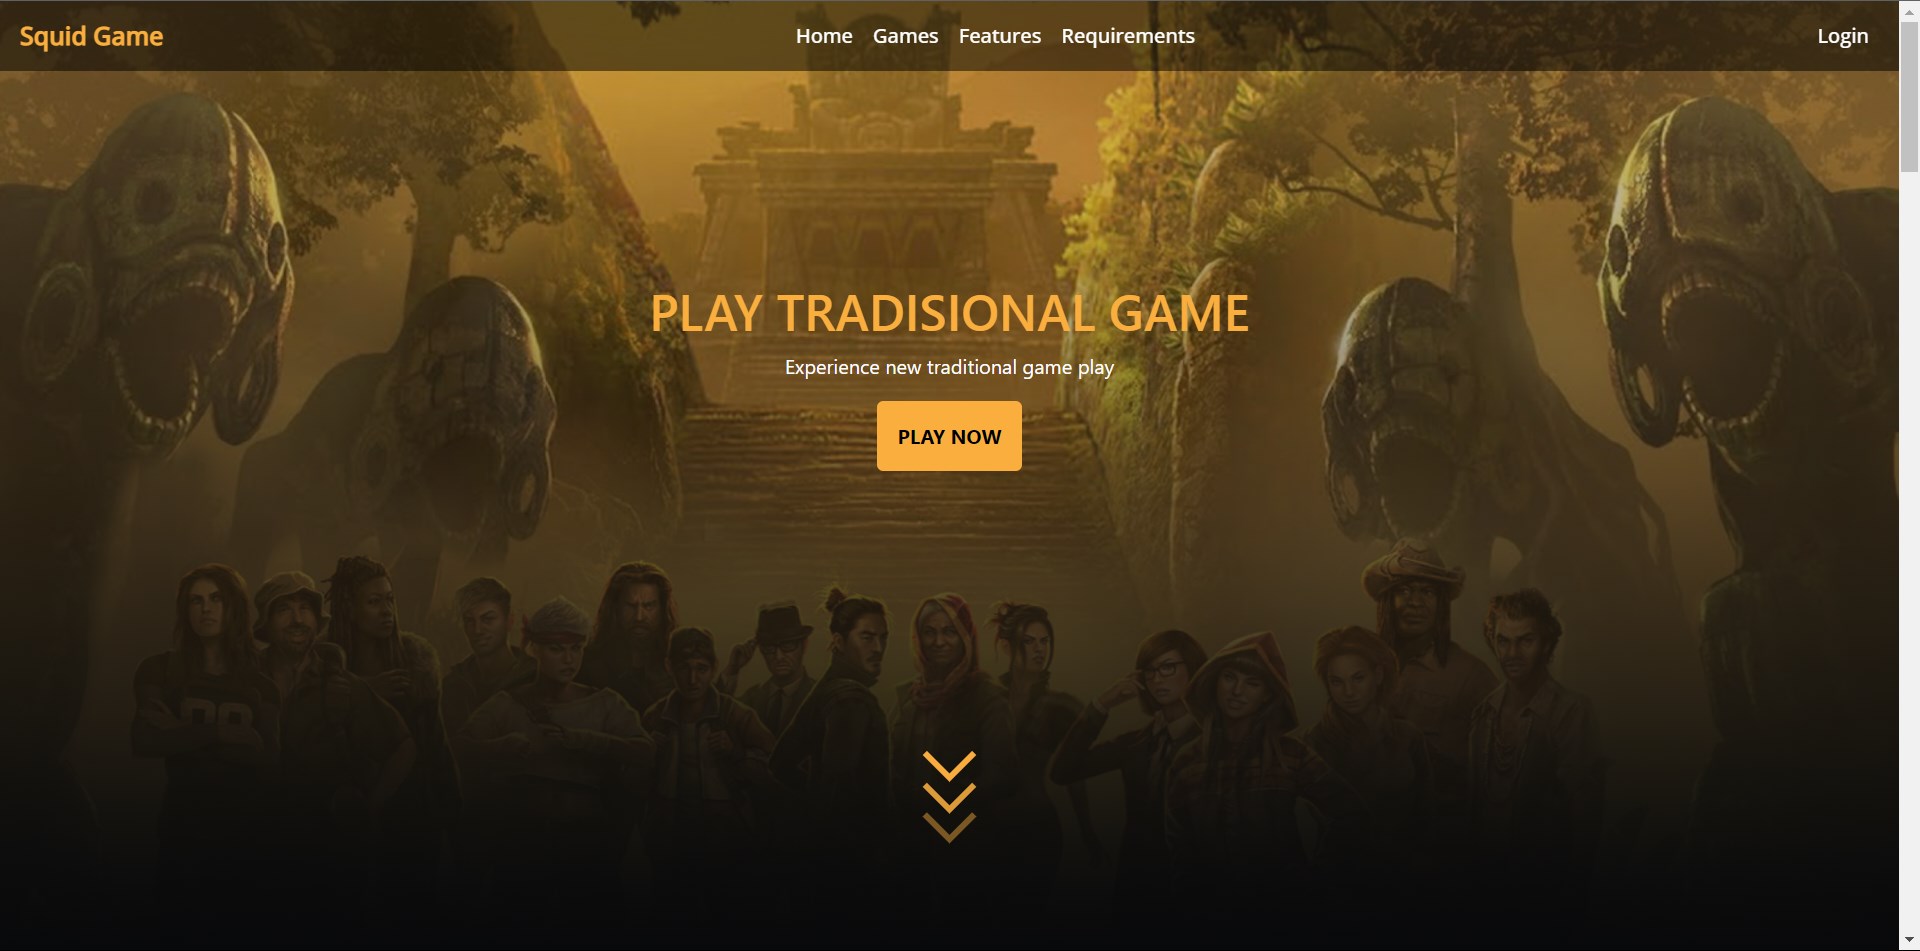 Squid Game
Home Games Features Requirements
Login
PLAY TRADISIONAL GAME
Experience new traditional game play
PLAY NOW